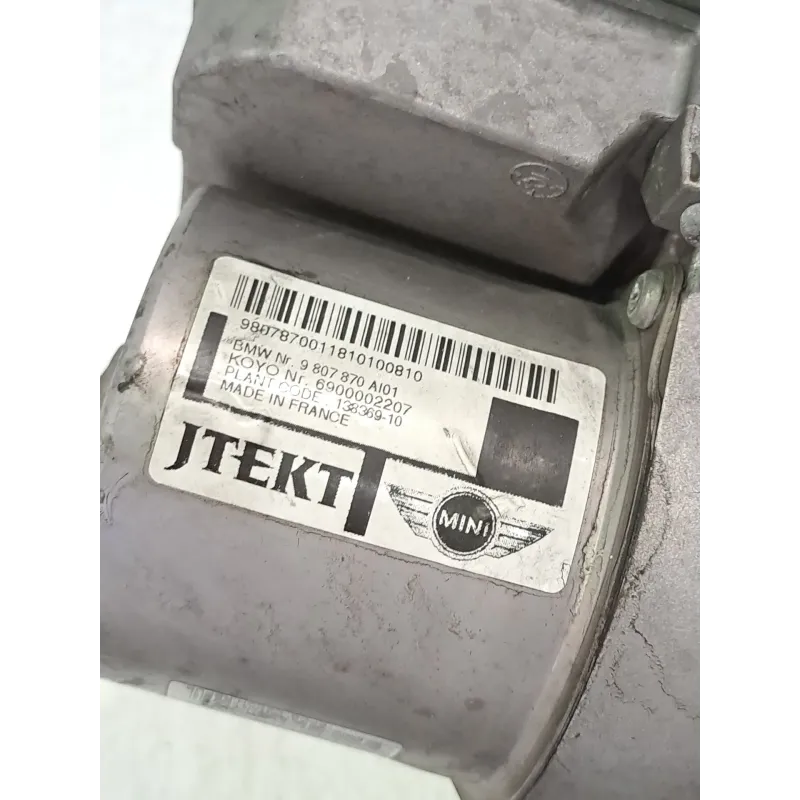 9807870011810100810
BMW Nr. 9 807 870 AI01
KOYO Nr. 6900002207
PLANT CODE : 138369-10
MADE IN FRANCE
JTEKT
MINI